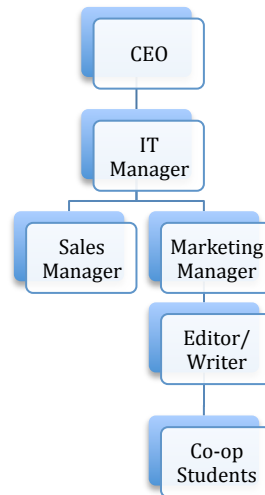 CEO
IT
Manager
Sales
Manager
Marketing
Manager
Editor/
Writer
Co-op
Students